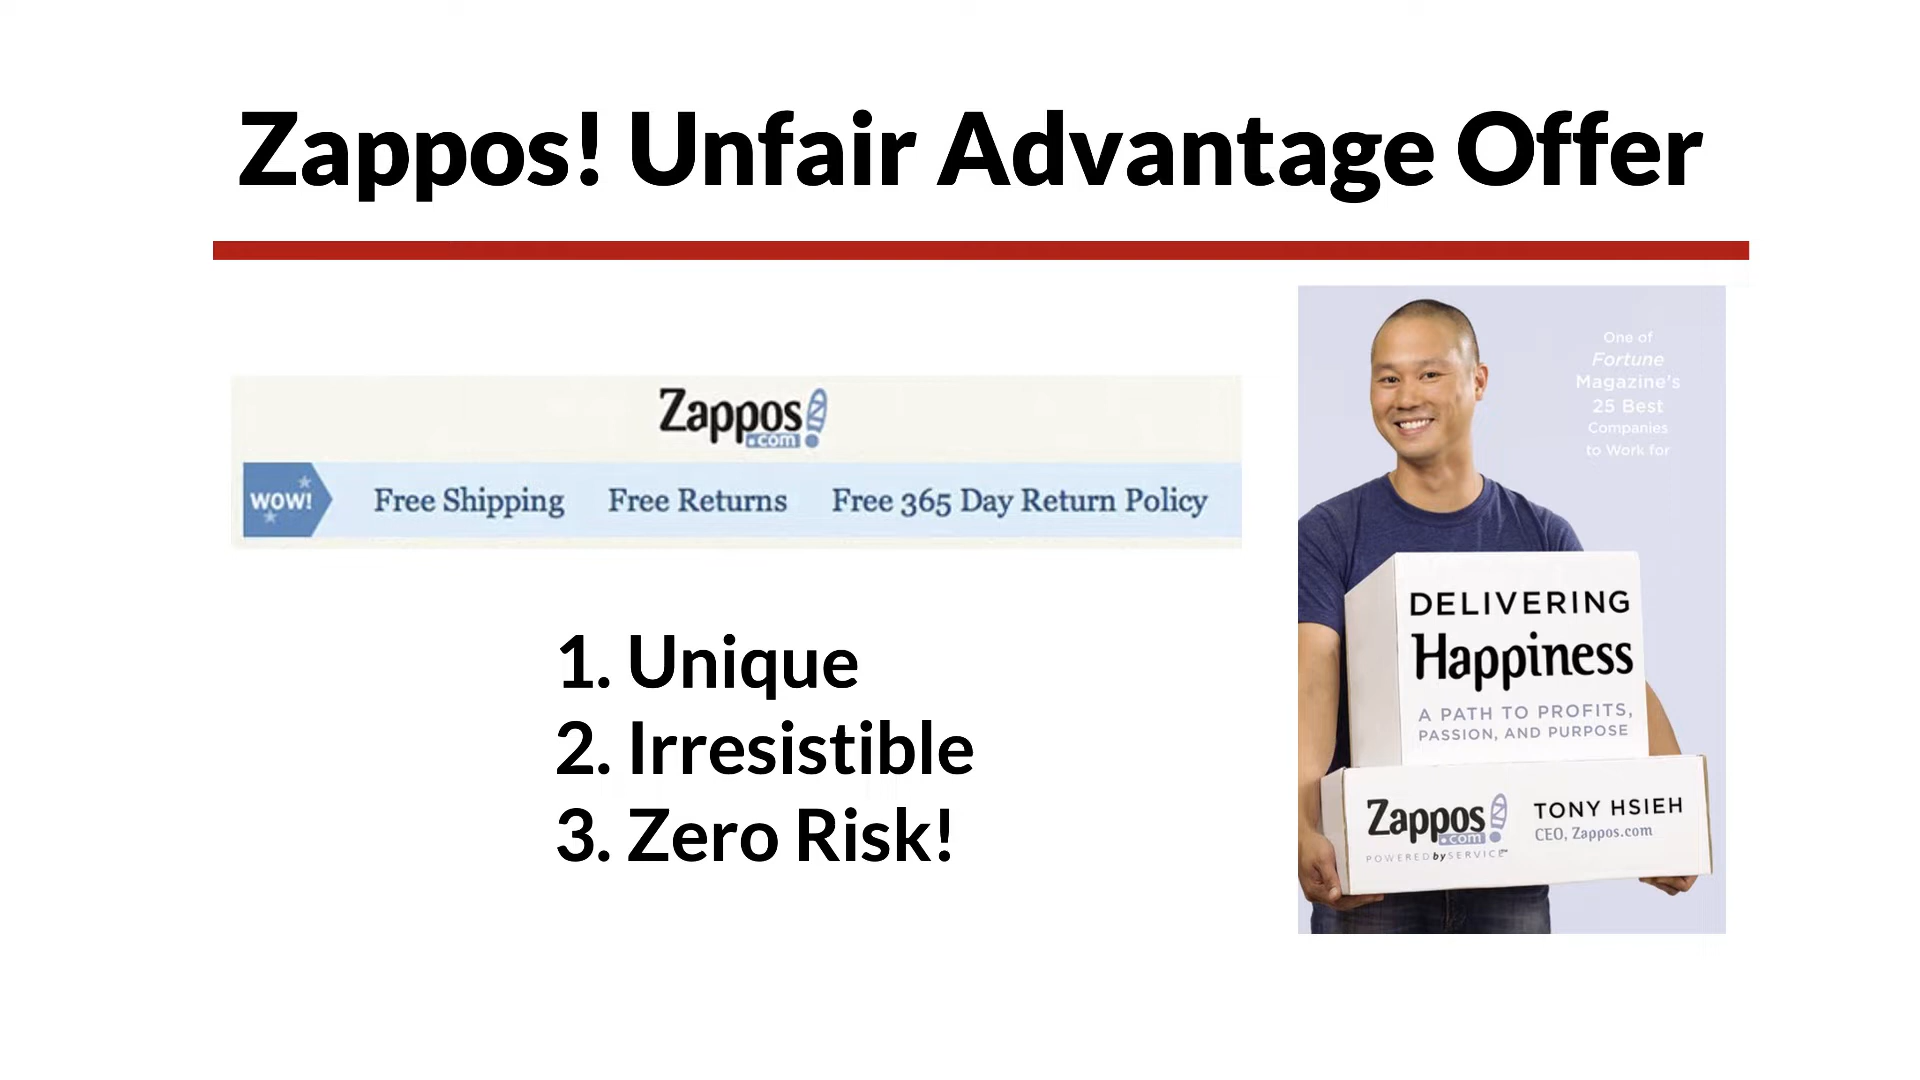 Zappos! Unfair Advantage Offer
Zappos!
.com
WOW!
Free Shipping Free Returns Free 365 Day Return Policy
1. Unique
2. Irresistible
3. Zero Risk!
One of
Fortune
Magazine's
25 Best
Companies
to Work for
DELIVERING
Happiness
A PATH TO PROFITS,
PASSION, AND PURPOSE
Zappos!
.com
POWERED by SERVICE™
TONY HSIEH
CEO, Zappos.com